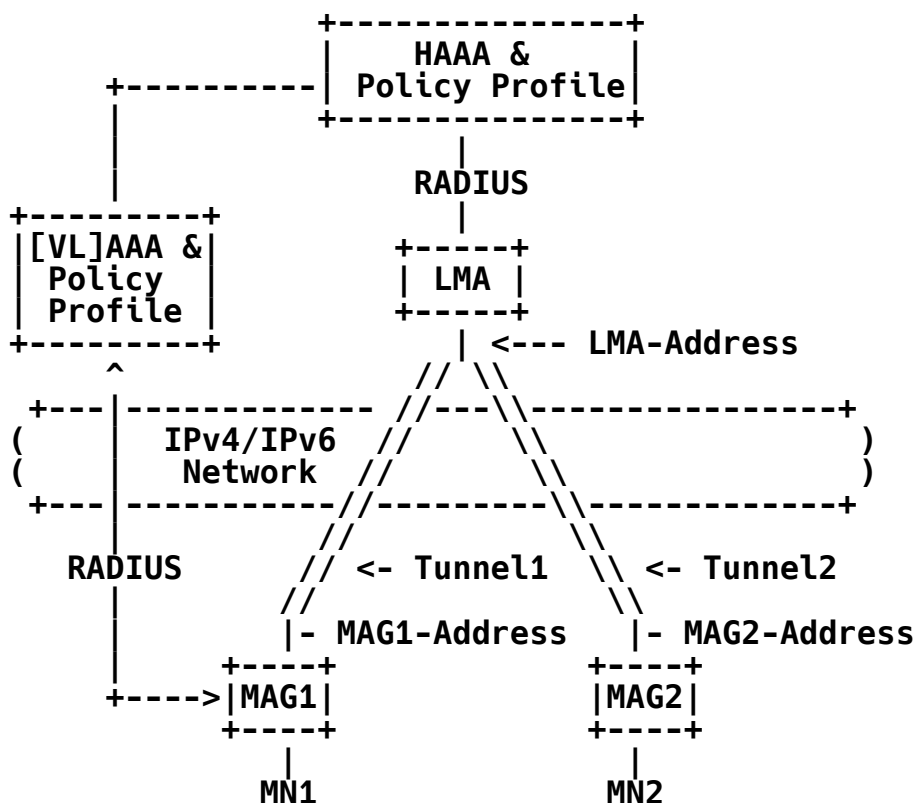 HAAA &
Policy Profile
RADIUS
[VL]AAA &
Policy
Profile
LMA
<--- LMA-Address
IPv4/IPv6
Network
RADIUS
<- Tunnel1
<- Tunnel2
- MAG1-Address
- MAG2-Address
MAG1
MAG2
MN1
MN2